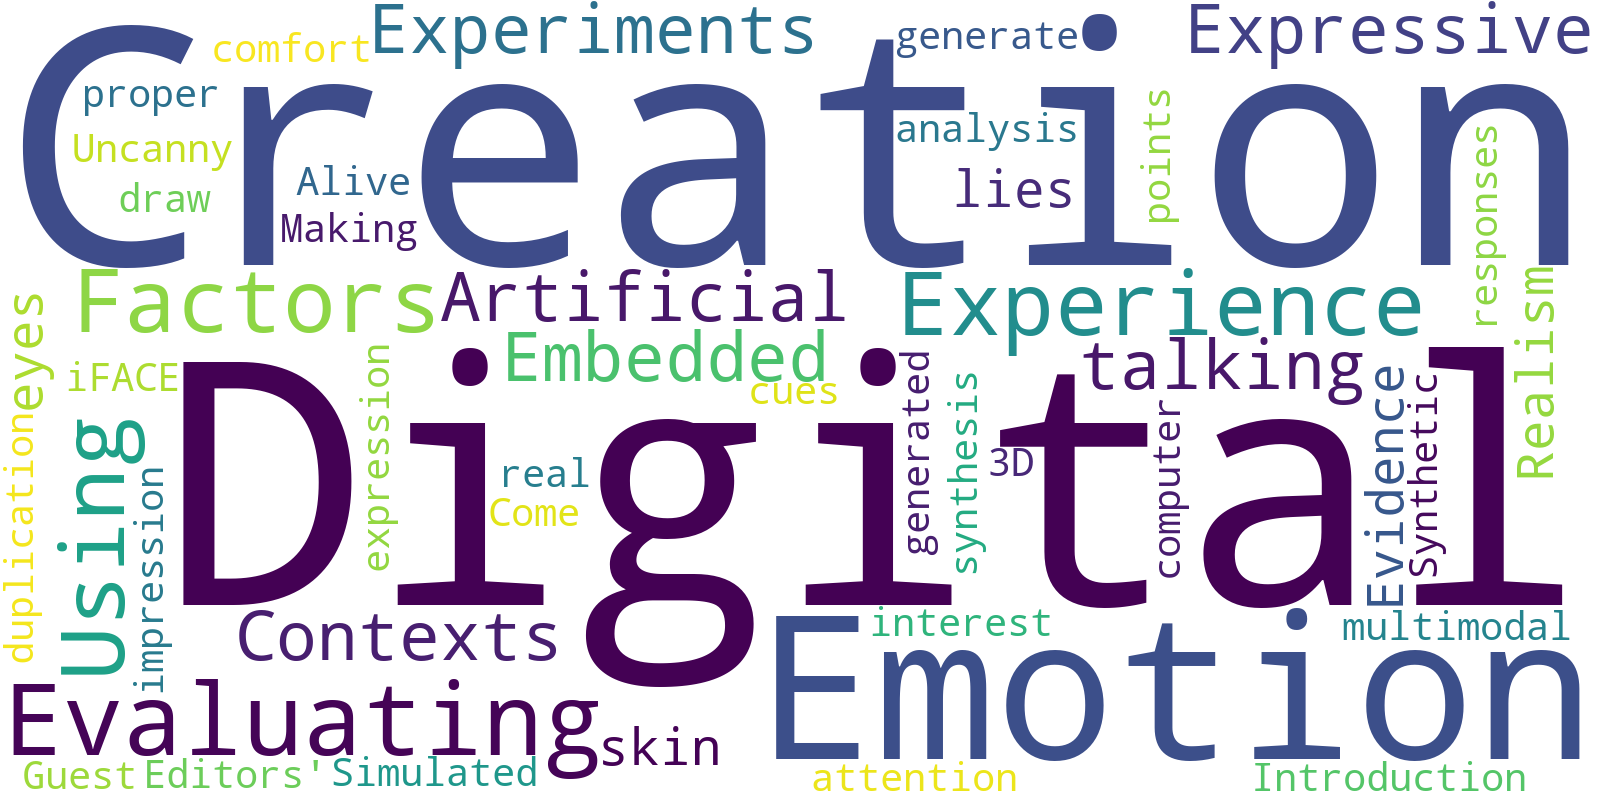 Creation
Experiments
Expressive
comfort
generate
proper
analysis
Uncanny
Alive
lies
draw
Making
points
responses
Factors
Artificial
Experience
Realism
eyes
iFACE
Embedded
talking
expression
cues
Digital
generated
synthesis
3D
computer
Evidence
Synthetic
real
Come
duplication
Using
impression
Contexts
interest
multimodal
Emotion
Evaluating
skin
Guest
Editors'
Simulated
attention
Introduction